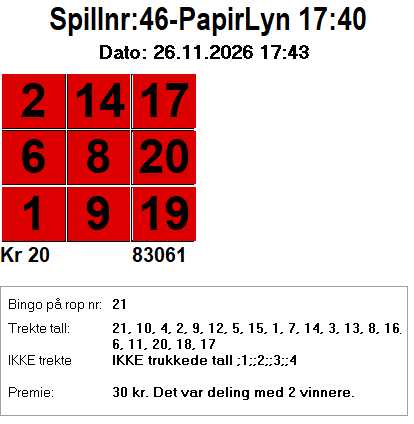 Spillnr:46-PapirLyn 17:40
Dato: 26.11.2026 17:43
2 14 17
6 8 20
1 9 19
Kr 20 83061
Bingo på rop nr: 21
Trekte tall: 21, 10, 4, 2, 9, 12, 5, 15, 1, 7, 14, 3, 13, 8, 16,
6, 11, 20, 18, 17
IKKE trekte IKKE trukkede tall ;1;;2;;3;;4
Premie: 30 kr. Det var deling med 2 vinnere.